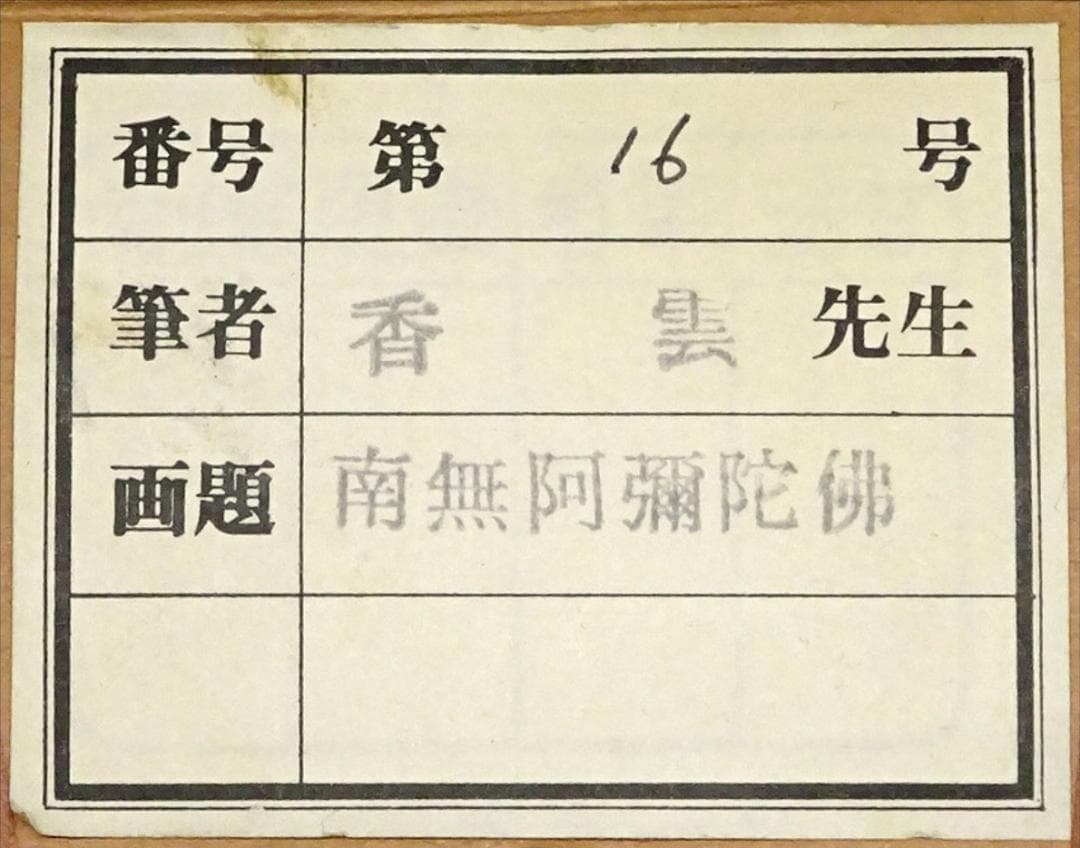 番号 第 16 号
筆者 香雲 先生
画題 南無阿彌陀佛